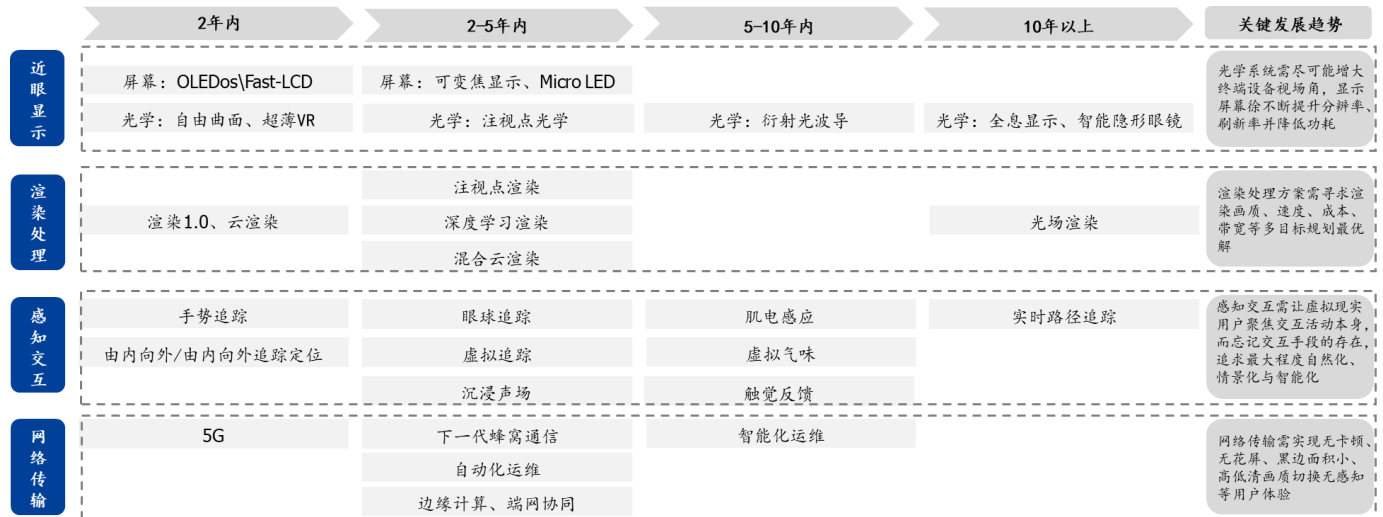 2年内
2-5年内
5-10年内
10年以上
关键发展趋势
近眼显示
屏幕：OLEDos\Fast-LCD
屏幕：可变焦显示、Micro LED
光学：自由曲面、超薄VR
光学：注视点光学
光学：衍射光波导
光学：全息显示、智能隐形眼镜
光学系统需尽可能增大
终端设备视场角，显示
屏幕徐不断提升分辨率、
刷新率并降低功耗
渲染处理
渲染1.0、云渲染
注视点渲染
深度学习渲染
混合云渲染
光场渲染
渲染处理方案需寻求渲
染画质、速度、成本、
带宽等多目标规划最优
解
感知交互
手势追踪
眼球追踪
肌电感应
实时路径追踪
由内向外/由内向外追踪定位
虚拟追踪
虚拟气味
沉浸声场
触觉反馈
感知交互需让虚拟现实
用户聚焦交互活动本身，
而忘记交互手段的存在，
追求最大程度自然化、
情景化与智能化
网络传输
5G
下一代蜂窝通信
智能化运维
自动化运维
边缘计算、端网协同
网络传输需实现无卡顿、
无花屏、黑边面积小、
高低清画质切换无感知
等用户体验